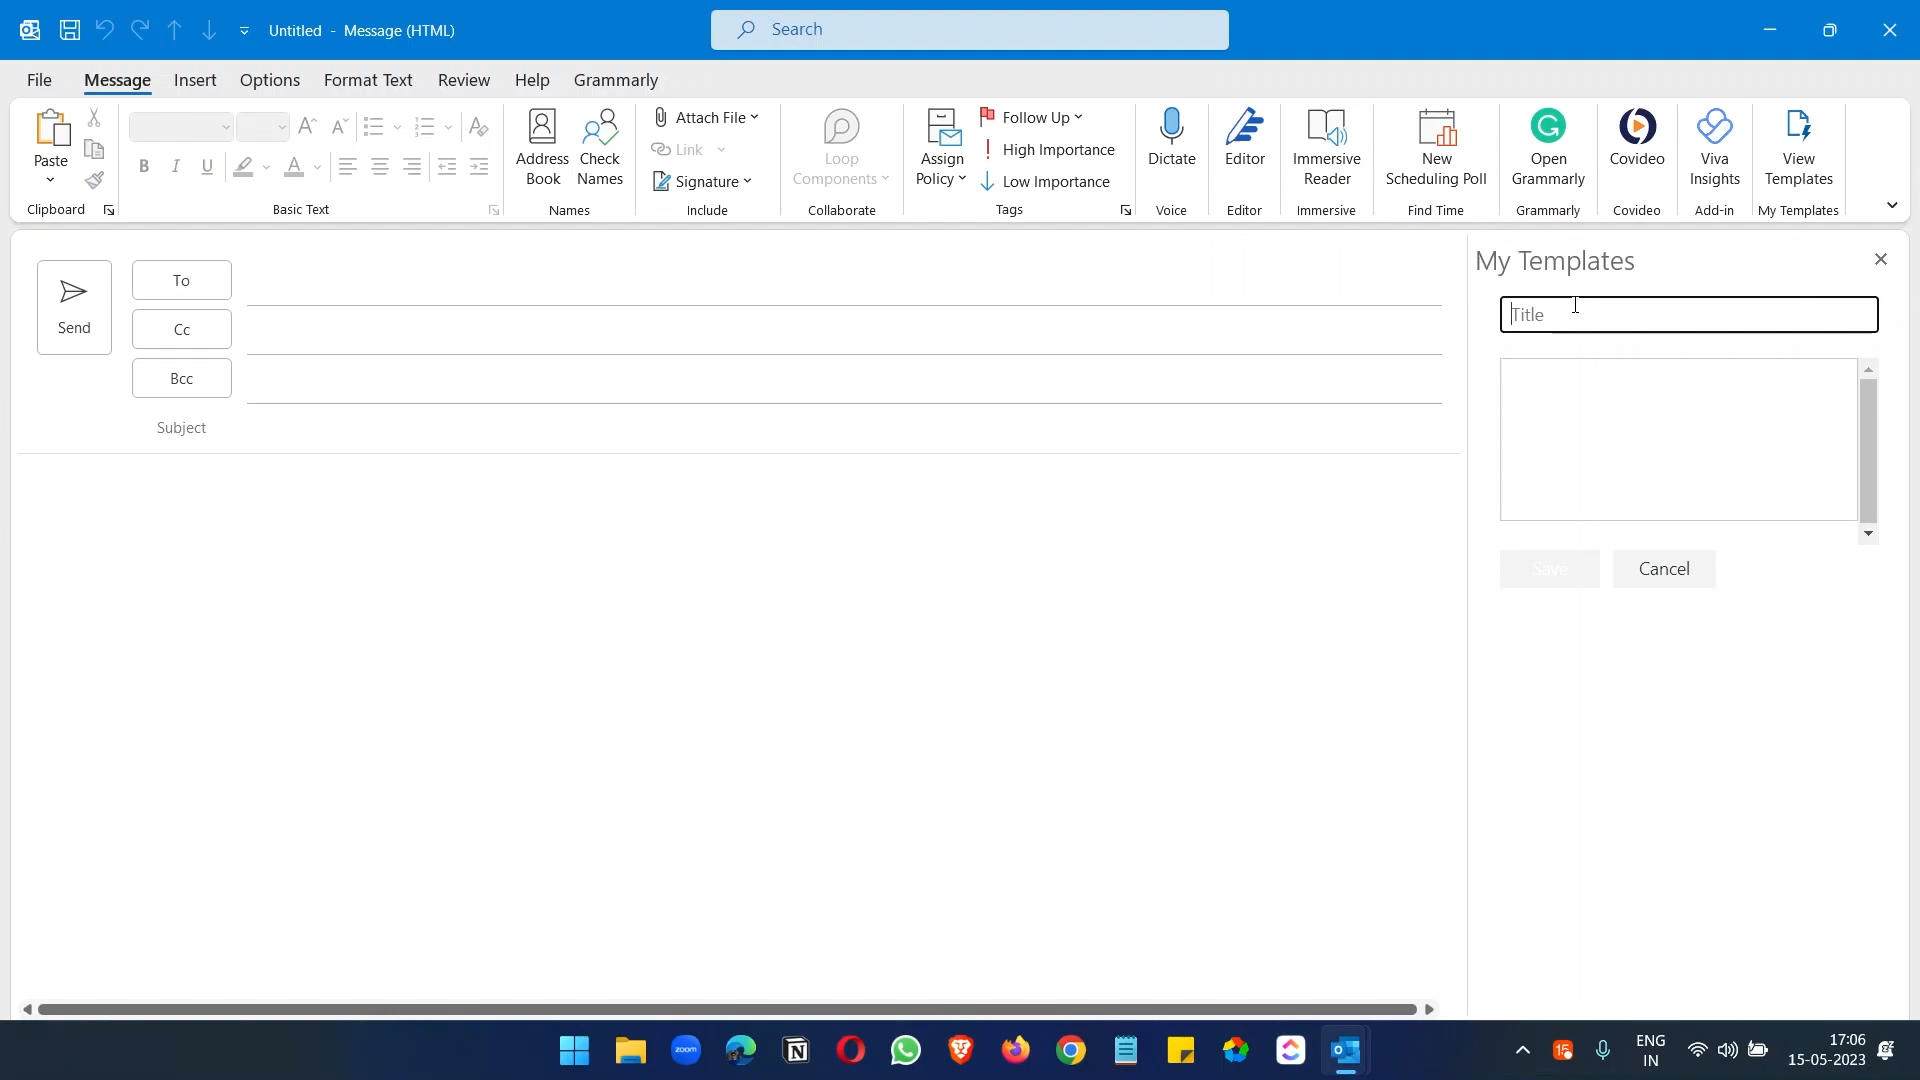 Untitled - Message (HTML)
Search
File Message Insert Options Format Text Review Help Grammarly
Paste
Clipboard
Basic Text
Address Book
Check Names
Names
Attach File
Link
Signature
Include
Loop Components
Collaborate
Assign Policy
Follow Up
High Importance
Low Importance
Tags
Dictate
Voice
Editor
Editor
Immersive Reader
Immersive
New Scheduling Poll
Find Time
Open Grammarly
Grammarly
Covideo
Covideo
Viva Insights
Add-in
View Templates
My Templates
Send
To
Cc
Bcc
Subject
My Templates
Title
Save
Cancel
zoom
15
ENG
IN
17:06
15-05-2023